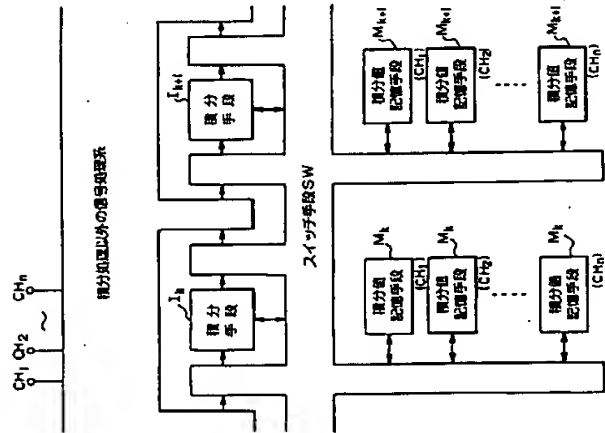 CH₁ CH₂ ～ CHn
積分処理以外の信号処理系
Ik
積分
手段
Ik+1
積分
手段
スイッチ手段SW
Mk
積分値
記憶手段
(CH₁)
Mk
積分値
記憶手段
(CH₂)
Mk
積分値
記憶手段
(CHn)
Mk+1
積分値
記憶手段
(CH₁)
Mk+1
積分値
記憶手段
(CH₂)
Mk+1
積分値
記憶手段
(CHn)